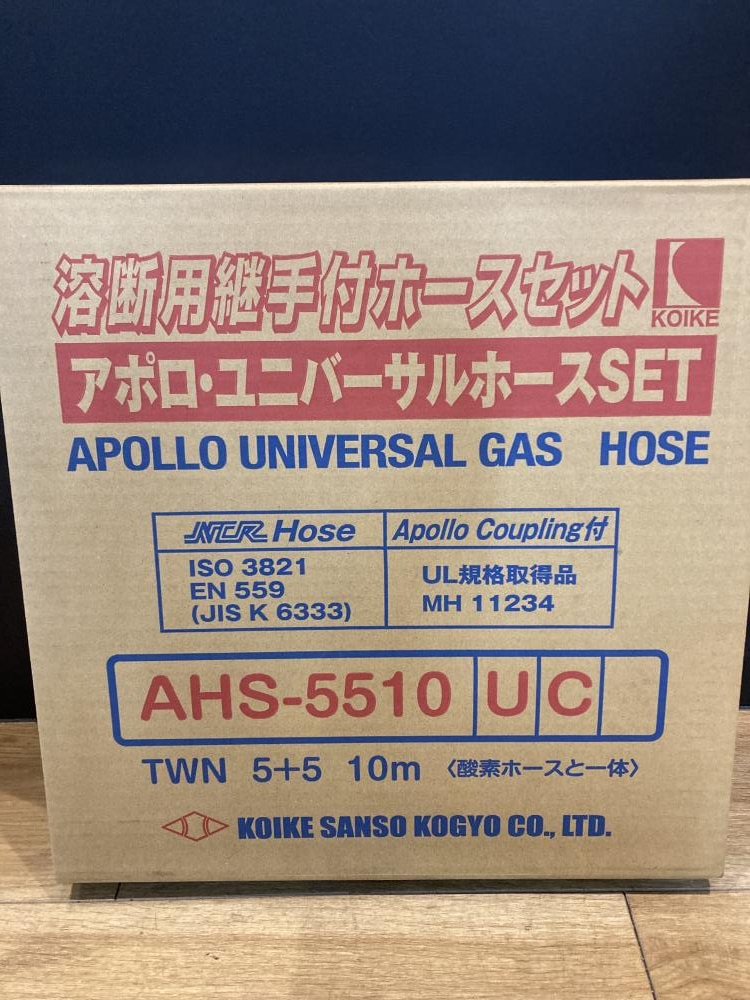 溶断用継手付ホースセット
KOIKE
アポロ・ユニバーサルホースSET
APOLLO UNIVERSAL GAS HOSE
NCR Hose
Apollo Coupling付
ISO 3821
EN 559
(JIS K 6333)
UL規格取得品
MH 11234
AHS-5510 U C
TWN 5+5 10m 〈酸素ホースと一体〉
KOIKE SANSO KOGYO CO., LTD.